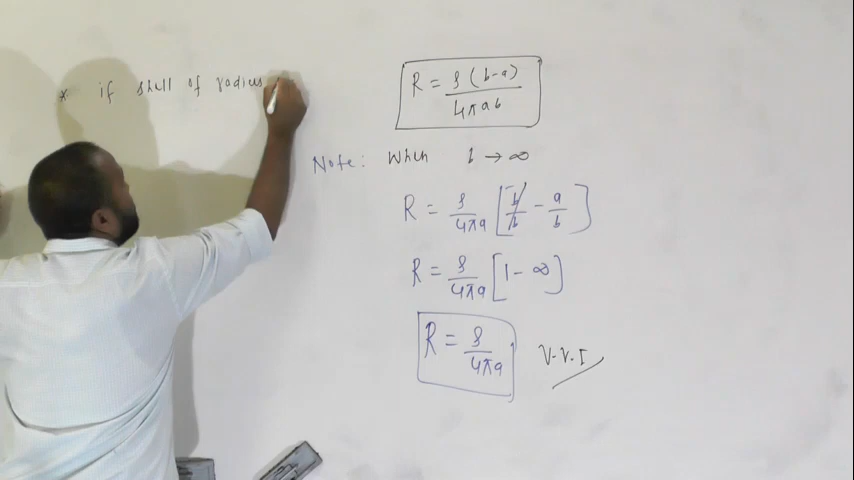 * if shell of radius
R = ρ (b-a) / 4πab
Note: When b → ∞
R = ρ / 4πa [ b/b - a/b ]
R = ρ / 4πa [ 1 - ∞ ]
R = ρ / 4πa V.V.I